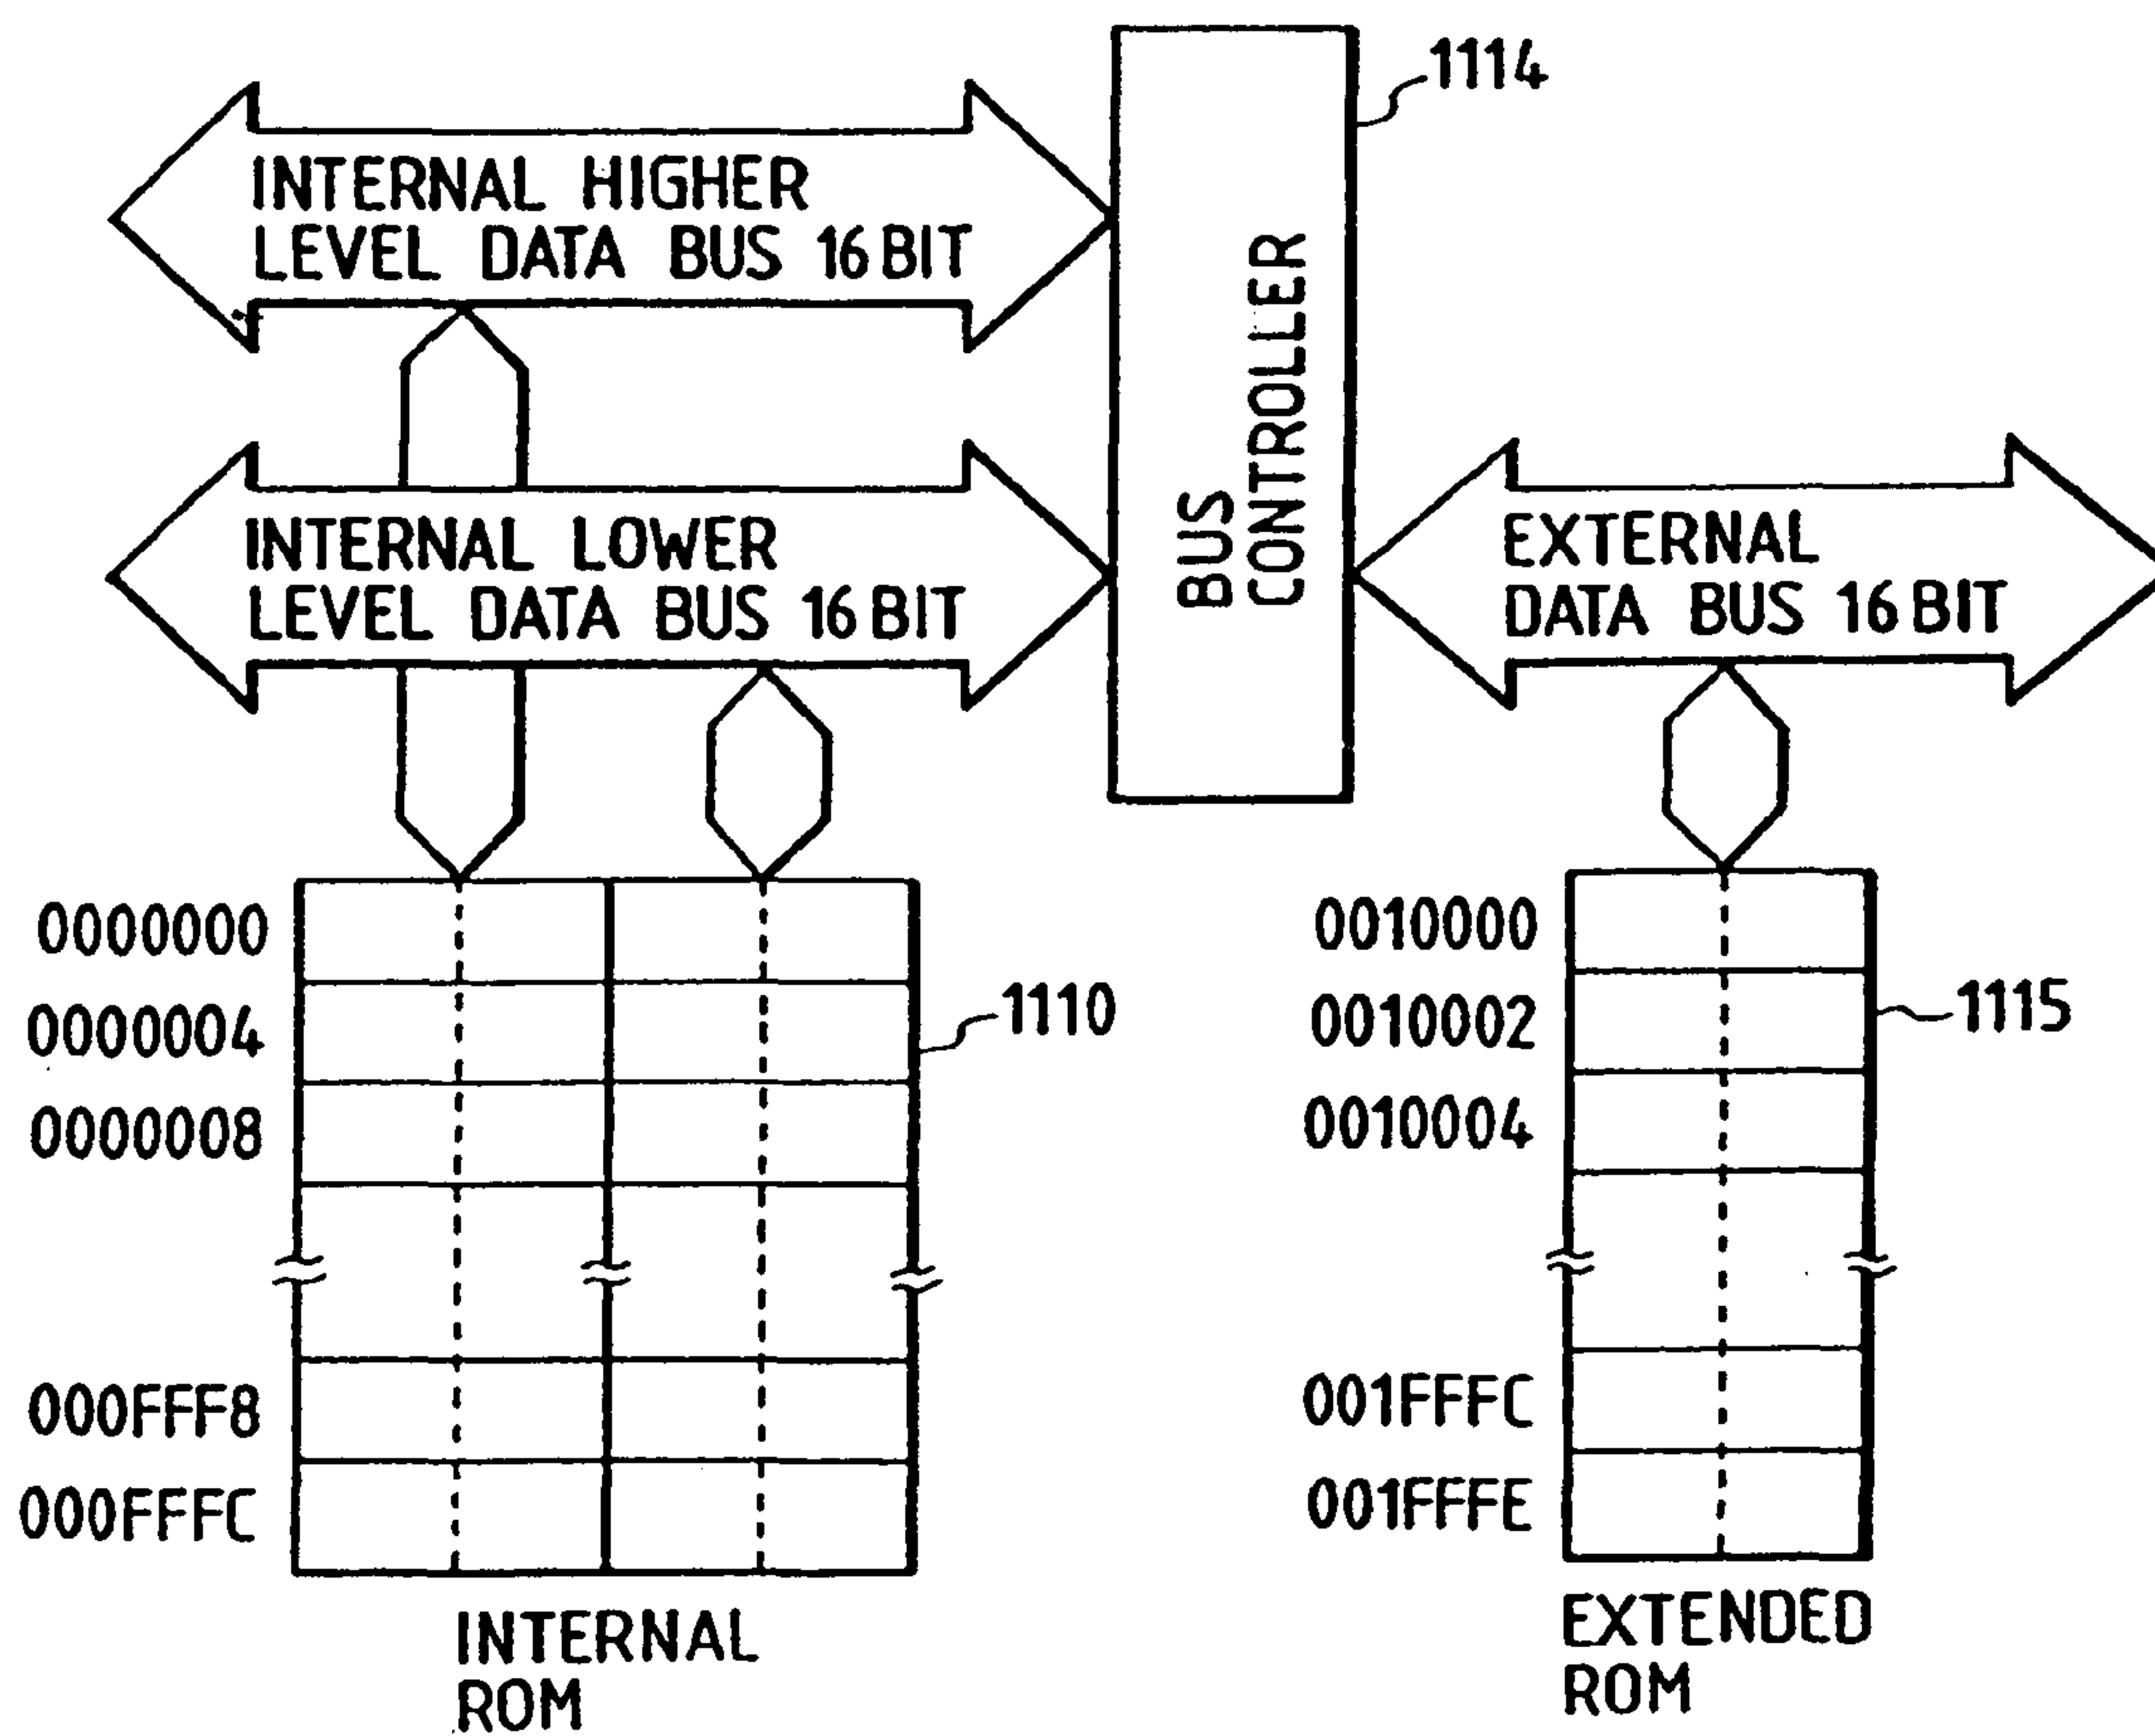 1114
INTERNAL HIGHER
LEVEL DATA BUS 16 BIT
BUS
CONTROLLER
INTERNAL LOWER
LEVEL DATA BUS 16 BIT
EXTERNAL
DATA BUS 16 BIT
0000000
0000004
0000008
000FFF8
000FFFC
1110
INTERNAL
ROM
0010000
0010002
0010004
001FFFC
001FFFE
1115
EXTENDED
ROM